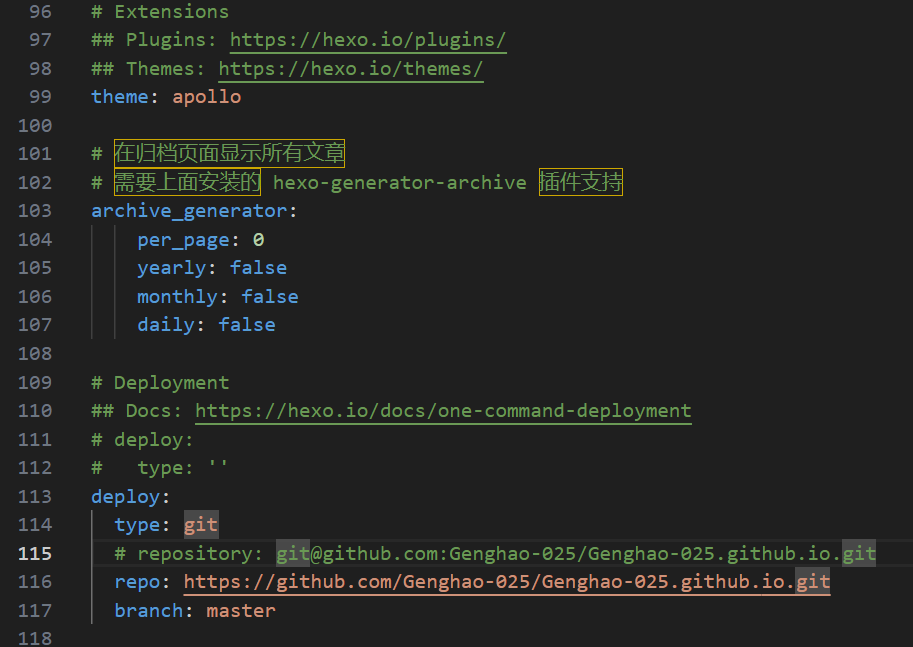 96 # Extensions
97 ## Plugins: https://hexo.io/plugins/
98 ## Themes: https://hexo.io/themes/
99 theme: apollo
100
101 # 在归档页面显示所有文章
102 # 需要上面安装的 hexo-generator-archive 插件支持
103 archive_generator:
104     per_page: 0
105     yearly: false
106     monthly: false
107     daily: false
108
109 # Deployment
110 ## Docs: https://hexo.io/docs/one-command-deployment
111 # deploy:
112 #   type: ''
113 deploy:
114   type: git
115   # repository: git@github.com:Genghao-025/Genghao-025.github.io.git
116   repo: https://github.com/Genghao-025/Genghao-025.github.io.git
117   branch: master
118